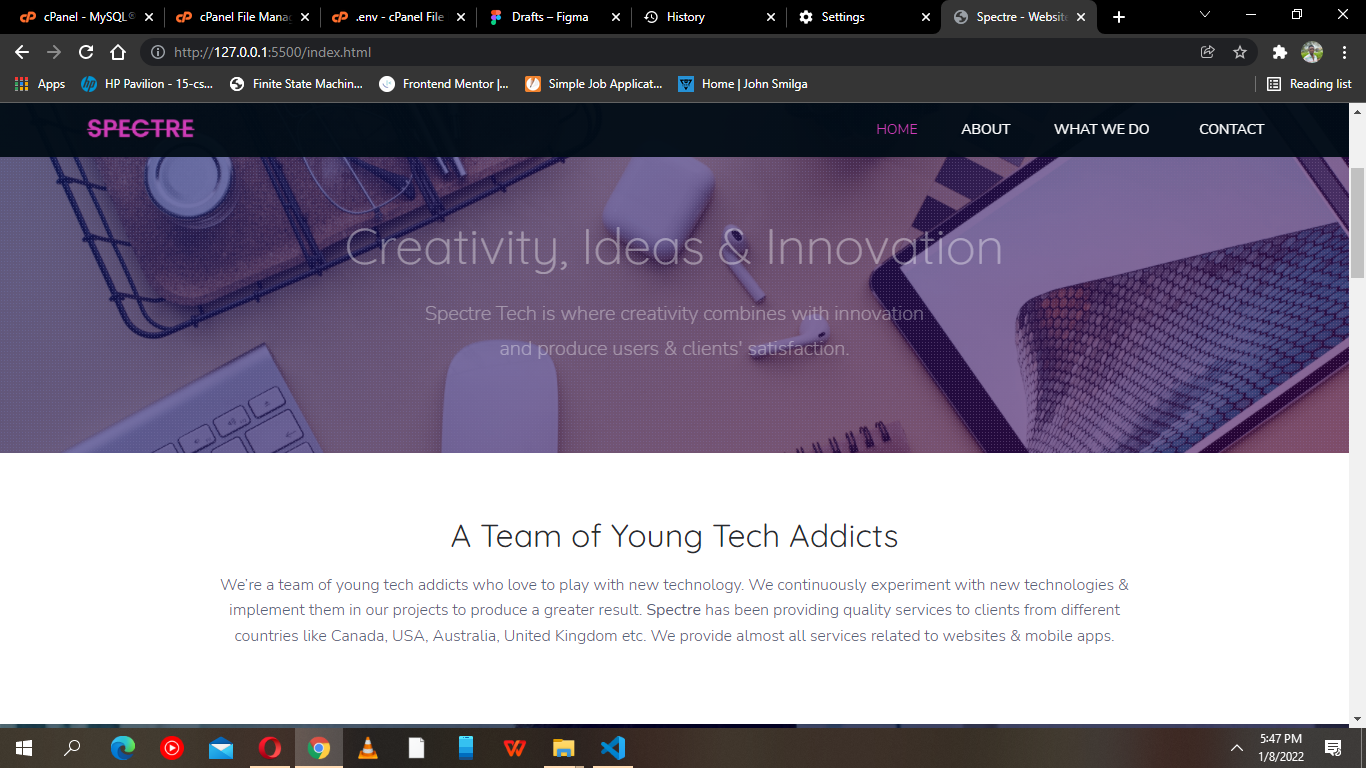 cPanel - MySQL®
cPanel File Mana
.env - cPanel File
Drafts – Figma
History
Settings
Spectre - Websit
http://127.0.0.1:5500/index.html
Apps
HP Pavilion - 15-cs...
Finite State Machin...
Frontend Mentor |...
Simple Job Applicat...
Home | John Smilga
Reading list
SPECTRE
HOME
ABOUT
WHAT WE DO
CONTACT
Creativity, Ideas & Innovation
Spectre Tech is where creativity combines with innovation
and produce users & clients' satisfaction.
A Team of Young Tech Addicts
We're a team of young tech addicts who love to play with new technology. We continuously experiment with new technologies &
implement them in our projects to produce a greater result. Spectre has been providing quality services to clients from different
countries like Canada, USA, Australia, United Kingdom etc. We provide almost all services related to websites & mobile apps.
5:47 PM
1/8/2022